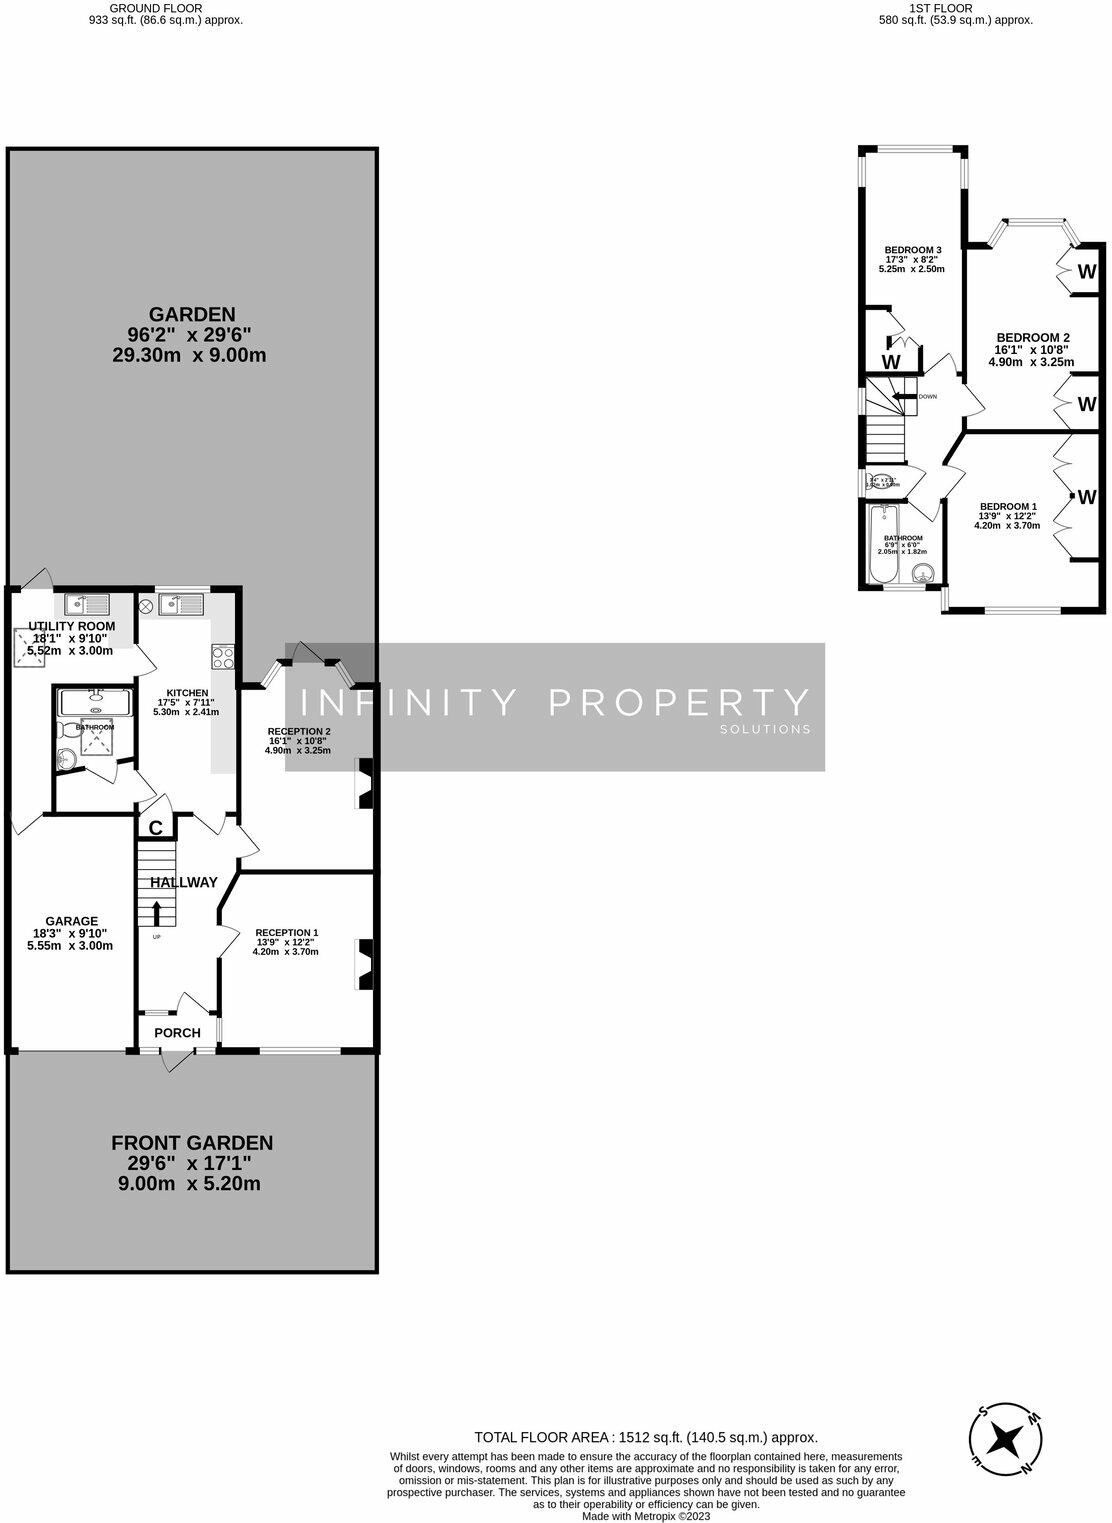 GROUND FLOOR
933 sq.ft. (86.6 sq.m.) approx.
1ST FLOOR
580 sq.ft. (53.9 sq.m.) approx.
GARDEN
96'2" x 29'6"
29.30m x 9.00m
BEDROOM 3
17'3" x 8'2"
5.25m x 2.50m
W
W
BEDROOM 2
16'1" x 10'8"
4.90m x 3.25m
W
DOWN
BEDROOM 1
13'9" x 12'2"
4.20m x 3.70m
W
BATHROOM
6'9" x 6'0"
2.05m x 1.82m
UTILITY ROOM
18'1" x 9'10"
5.52m x 3.00m
KITCHEN
17'5" x 7'11"
5.30m x 2.41m
BATHROOM
INFINITY PROPERTY
SOLUTIONS
RECEPTION 2
16'1" x 10'8"
4.90m x 3.25m
C
HALLWAY
UP
GARAGE
18'3" x 9'10"
5.55m x 3.00m
RECEPTION 1
13'9" x 12'2"
4.20m x 3.70m
PORCH
FRONT GARDEN
29'6" x 17'1"
9.00m x 5.20m
S
W
E
N
TOTAL FLOOR AREA : 1512 sq.ft. (140.5 sq.m.) approx.
Whilst every attempt has been made to ensure the accuracy of the floorplan contained here, measurements
of doors, windows, rooms and any other items are approximate and no responsibility is taken for any error,
omission or mis-statement. This plan is for illustrative purposes only and should be used as such by any
prospective purchaser. The services, systems and appliances shown have not been tested and no guarantee
as to their operability or efficiency can be given.
Made with Metropix ©2023